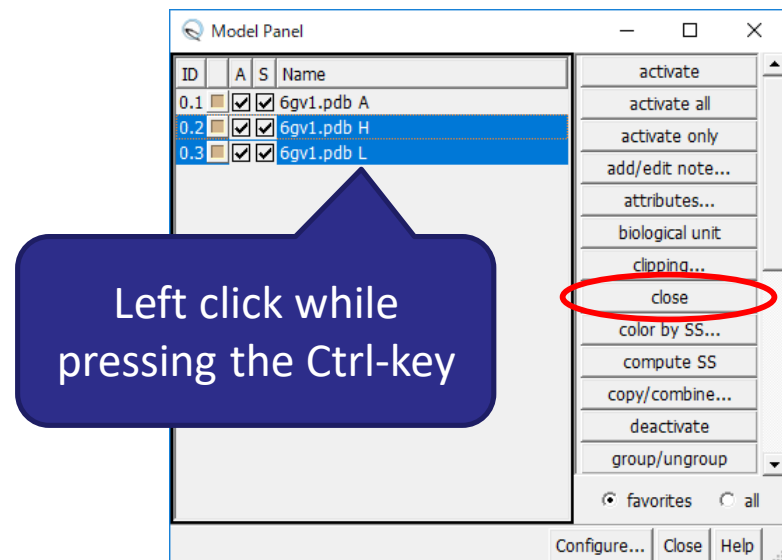 Model Panel
ID A S Name
0.1 6gv1.pdb A
0.2 6gv1.pdb H
0.3 6gv1.pdb L
Left click while
pressing the Ctrl-key
activate
activate all
activate only
add/edit note...
attributes...
biological unit
clipping...
close
color by SS...
compute SS
copy/combine...
deactivate
group/ungroup
favorites all
Configure... Close Help